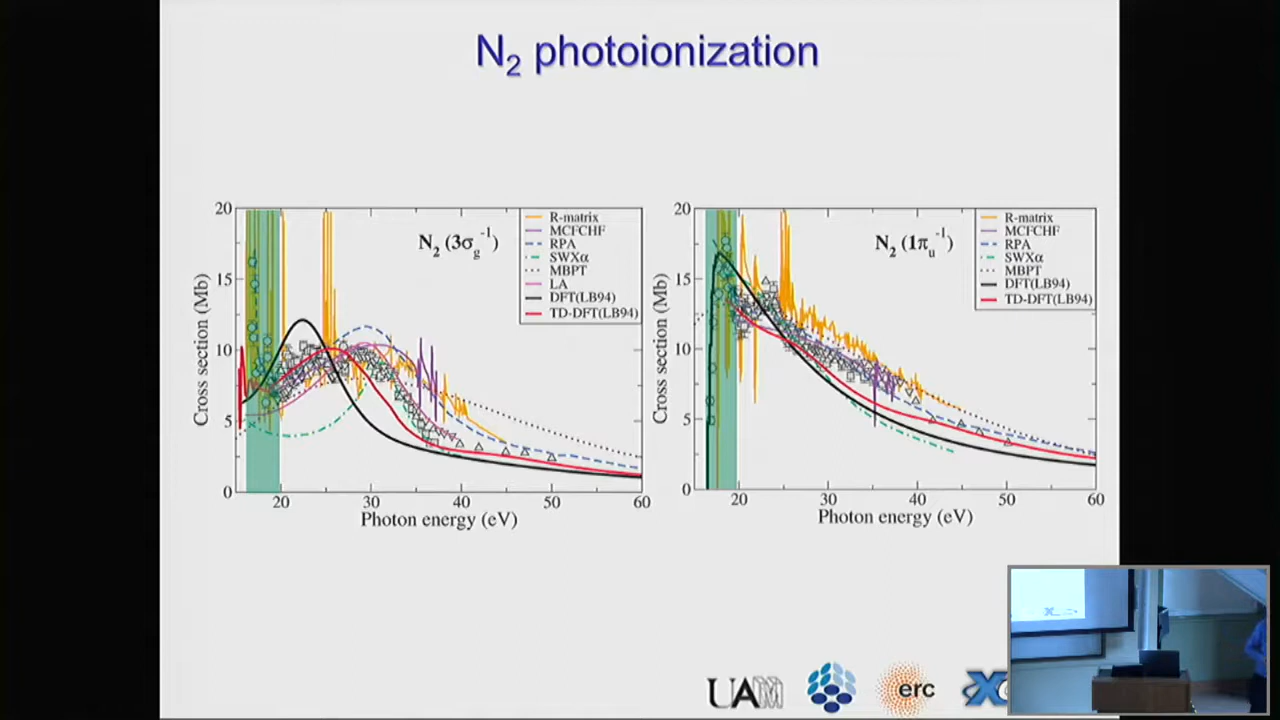 N2 photoionization
20
15
10
5
0
Cross section (Mb)
N2 (3σg-1)
R-matrix
MCFCHF
RPA
SWXα
MBPT
LA
DFT(LB94)
TD-DFT(LB94)
20
30
40
50
60
Photon energy (eV)
20
15
10
5
0
Cross section (Mb)
N2 (1πu-1)
R-matrix
MCFCHF
RPA
SWXα
MBPT
DFT(LB94)
TD-DFT(LB94)
20
30
40
50
60
Photon energy (eV)
UAM
erc
X